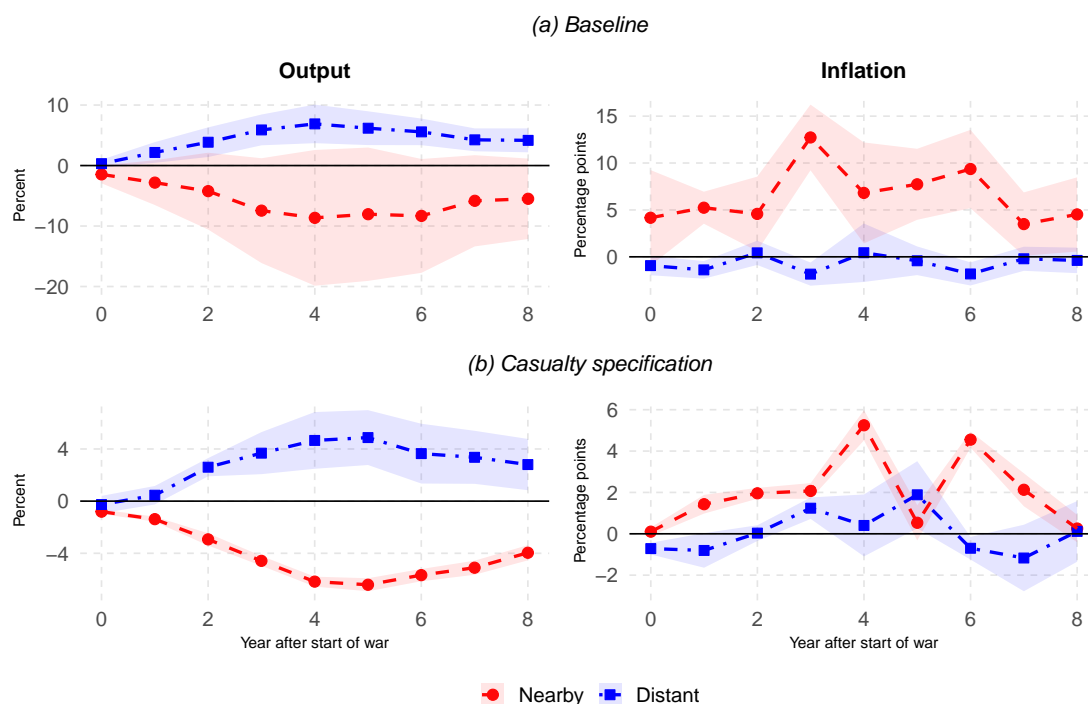 (a) Baseline
Output
Inflation
Percent
10
0
−10
−20
0 2 4 6 8
Percentage points
15
10
5
0
0 2 4 6 8
(b) Casualty specification
Percent
4
0
−4
0 2 4 6 8
Year after start of war
Percentage points
6
4
2
0
−2
0 2 4 6 8
Year after start of war
Nearby Distant